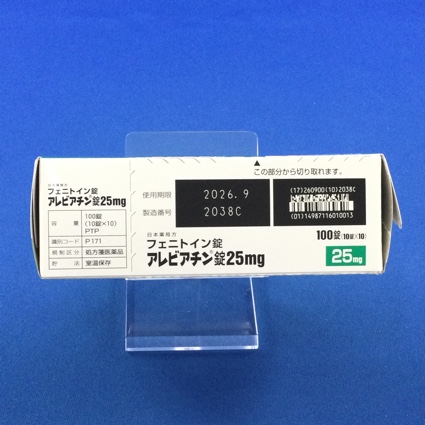 日本薬局方
フェニトイン錠
アレビアチン錠25mg
容量 100錠
(10錠×10)
PTP
識別コード P171
規制区分 処方箋医薬品
貯法 室温保存
この部分から切り取れます。
使用期限 2026.9
製造番号 2038C
(17)260900(10)2038C
(01)14987116010013
日本薬局方
フェニトイン錠
アレビアチン錠25mg
100錠(10錠×10)
25mg